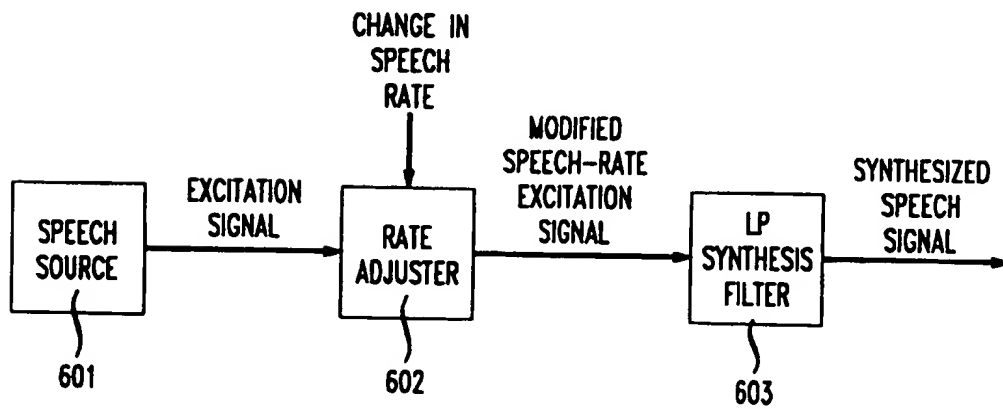 CHANGE IN
SPEECH
RATE
MODIFIED
SPEECH-RATE
EXCITATION
SIGNAL
EXCITATION
SIGNAL
SYNTHESIZED
SPEECH
SIGNAL
SPEECH
SOURCE
RATE
ADJUSTER
LP
SYNTHESIS
FILTER
601
602
603